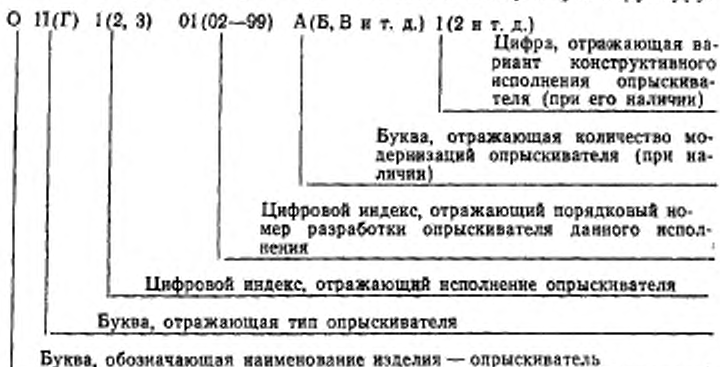 О П(Г) 1(2, 3) 01(02—99) А(Б, В и т. д.) 1(2 и т. д.)
Цифра, отражающая ва-
риант конструктивного
исполнения опрыскива-
теля (при его наличии)
Буква, отражающая количество мо-
дернизаций опрыскивателя (при на-
личии)
Цифровой индекс, отражающий порядковый но-
мер разработки опрыскивателя данного испол-
нения
Цифровой индекс, отражающий исполнение опрыскивателя
Буква, отражающая тип опрыскивателя
Буква, обозначающая наименование изделия — опрыскиватель